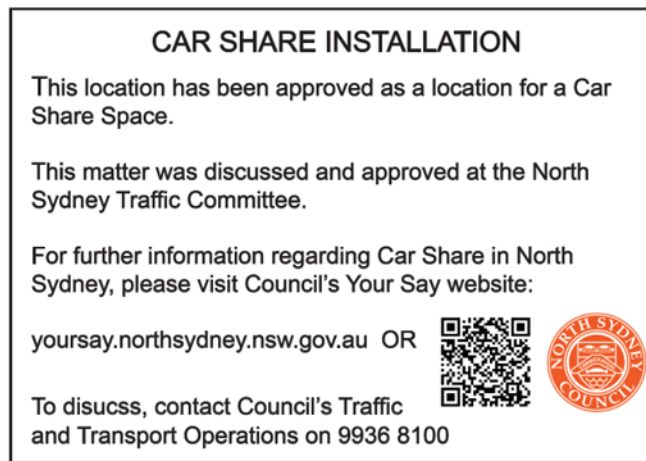 CAR SHARE INSTALLATION
This location has been approved as a location for a Car
Share Space.
This matter was discussed and approved at the North
Sydney Traffic Committee.
For further information regarding Car Share in North
Sydney, please visit Council's Your Say website:
yoursay.northsydney.nsw.gov.au OR
NORTH SYDNEY
COUNCIL
To disucss, contact Council's Traffic
and Transport Operations on 9936 8100